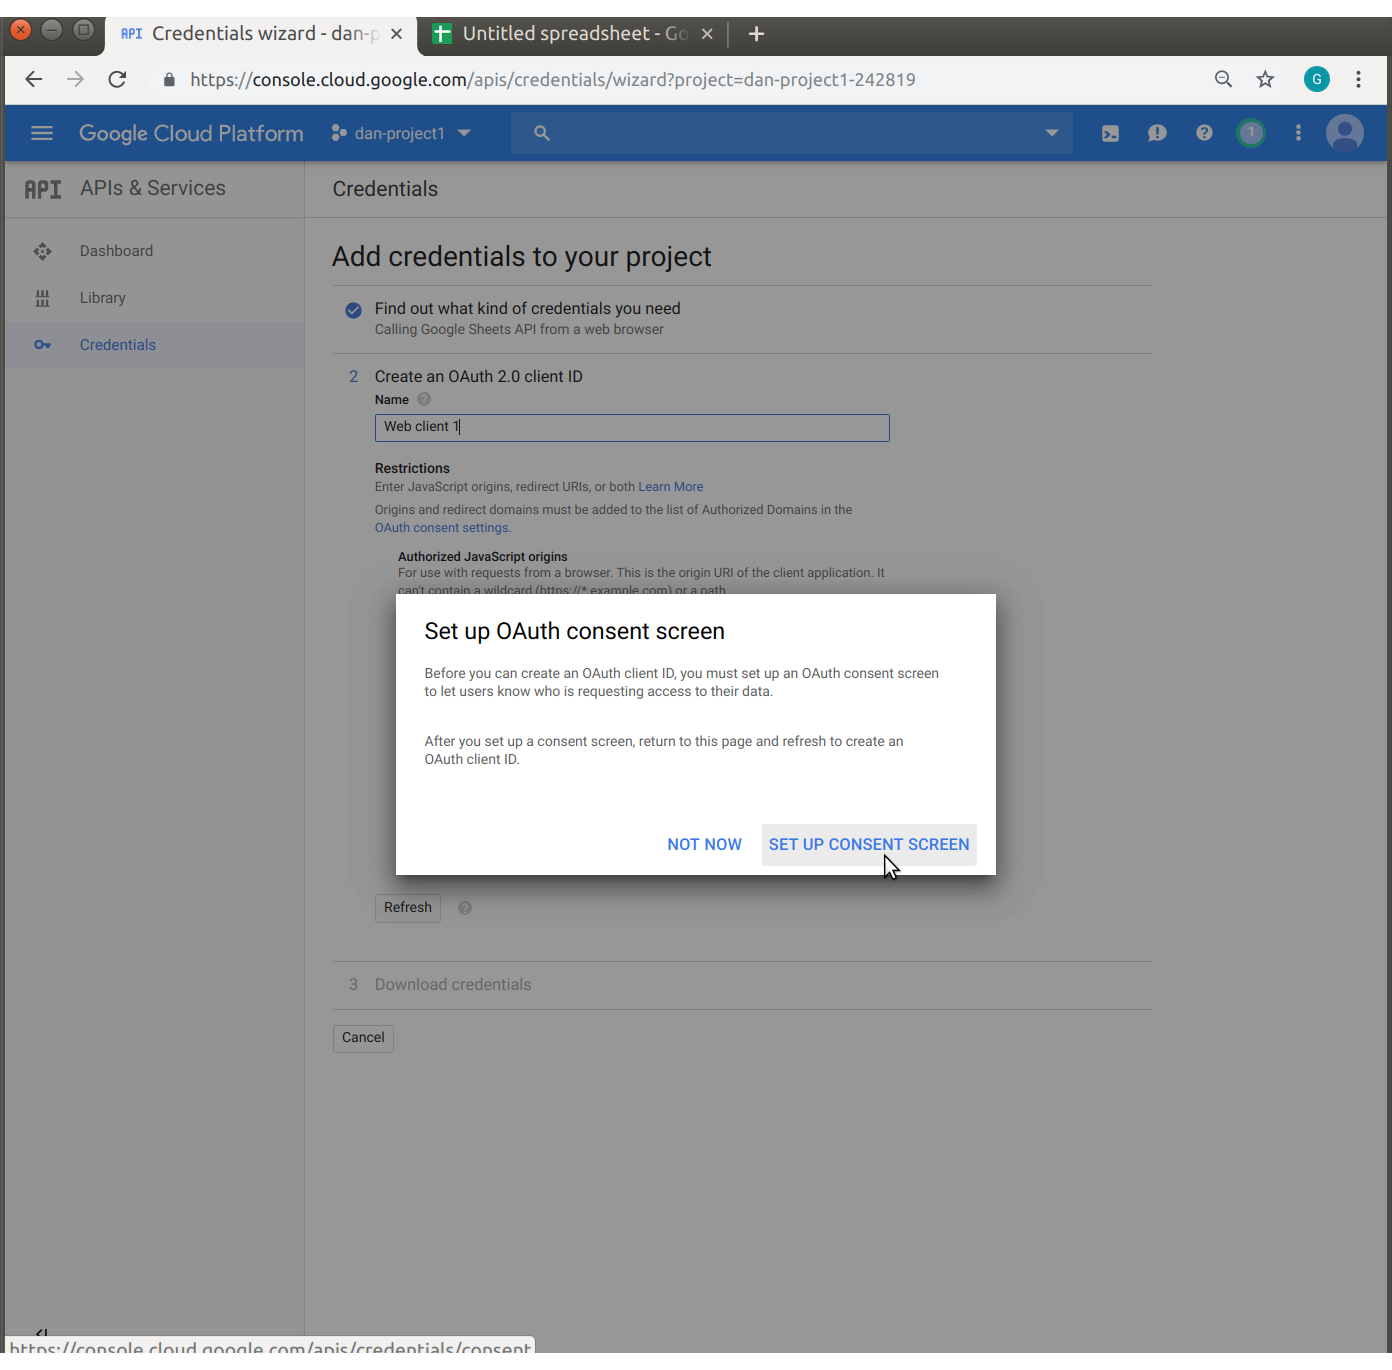 API Credentials wizard - dan-p
Untitled spreadsheet - Go
https://console.cloud.google.com/apis/credentials/wizard?project=dan-project1-242819
G
Google Cloud Platform
dan-project1
1
API APIs & Services
Credentials
Dashboard
Library
Credentials
Add credentials to your project
Find out what kind of credentials you need
Calling Google Sheets API from a web browser
2 Create an OAuth 2.0 client ID
Name
Web client 1
Restrictions
Enter JavaScript origins, redirect URIs, or both Learn More
Origins and redirect domains must be added to the list of Authorized Domains in the
OAuth consent settings.
Authorized JavaScript origins
For use with requests from a browser. This is the origin URI of the client application. It
can't contain a wildcard (https://*.example.com) or a path
Set up OAuth consent screen
Before you can create an OAuth client ID, you must set up an OAuth consent screen
to let users know who is requesting access to their data.
After you set up a consent screen, return to this page and refresh to create an
OAuth client ID.
NOT NOW
SET UP CONSENT SCREEN
Refresh
3 Download credentials
Cancel
https://console.cloud.google.com/apis/credentials/consent